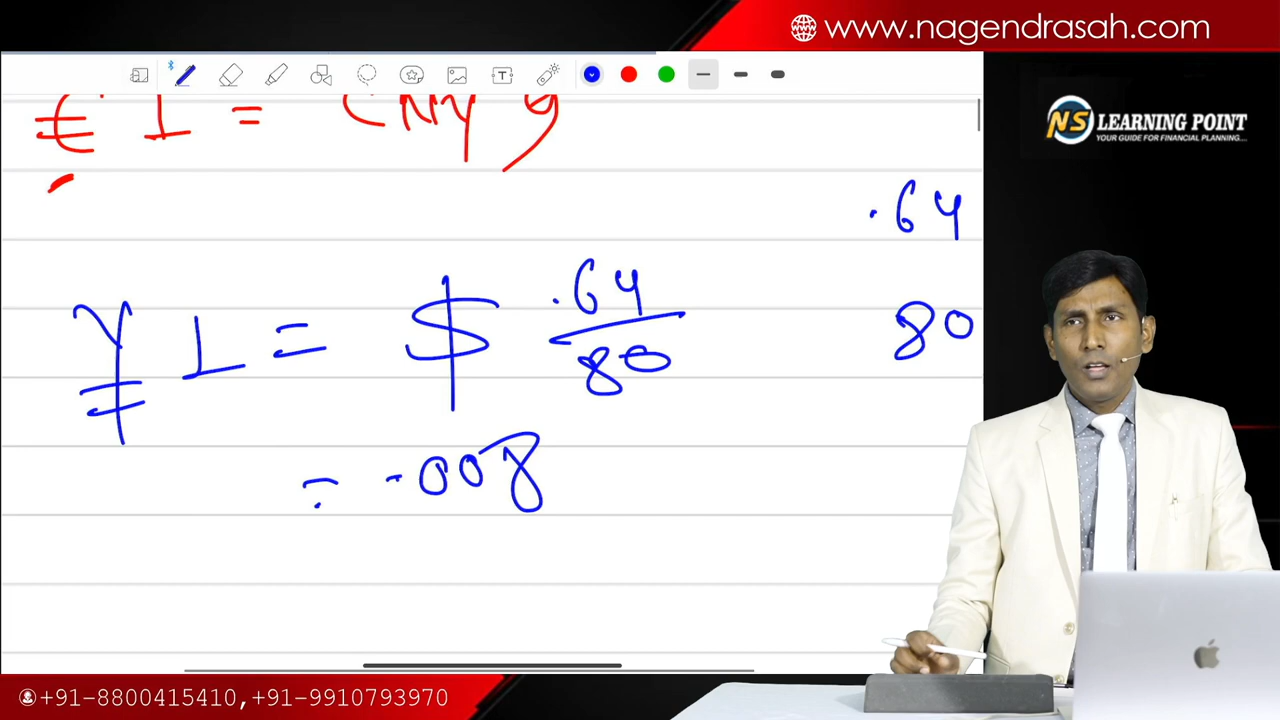 www.nagendrasah.com
T
NS LEARNING POINT
YOUR GUIDE FOR FINANCIAL PLANNING....
£ 1 = CNY 9
.64
80
¥ 1 = $ .64
80
= .008
+91-8800415410,+91-9910793970